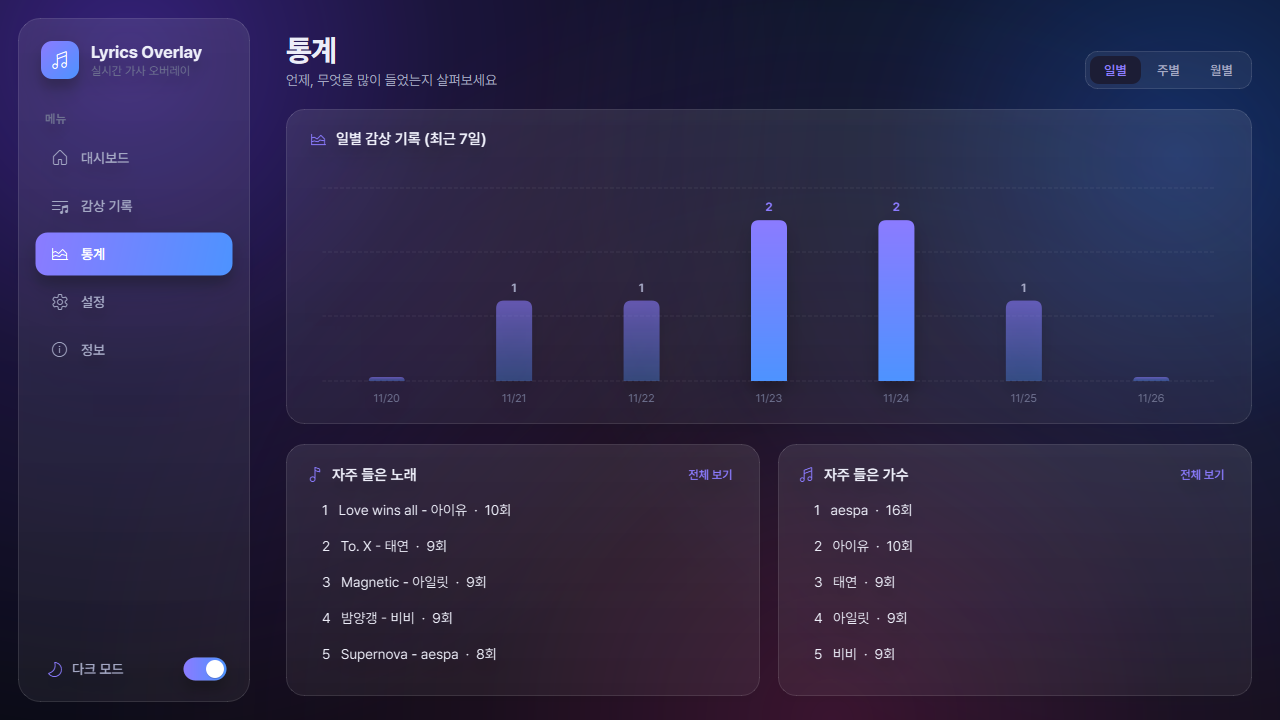 Lyrics Overlay
실시간 가사 오버레이
메뉴
대시보드
감상 기록
통계
설정
정보
다크 모드
통계
언제, 무엇을 많이 들었는지 살펴보세요
일별 주별 월별
일별 감상 기록 (최근 7일)
1 1 2 2 1
11/20 11/21 11/22 11/23 11/24 11/25 11/26
자주 들은 노래 전체 보기
1 Love wins all - 아이유 · 10회
2 To. X - 태연 · 9회
3 Magnetic - 아일릿 · 9회
4 밤양갱 - 비비 · 9회
5 Supernova - aespa · 8회
자주 들은 가수 전체 보기
1 aespa · 16회
2 아이유 · 10회
3 태연 · 9회
4 아일릿 · 9회
5 비비 · 9회